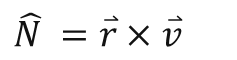 N̂ = r⃗ × v⃗